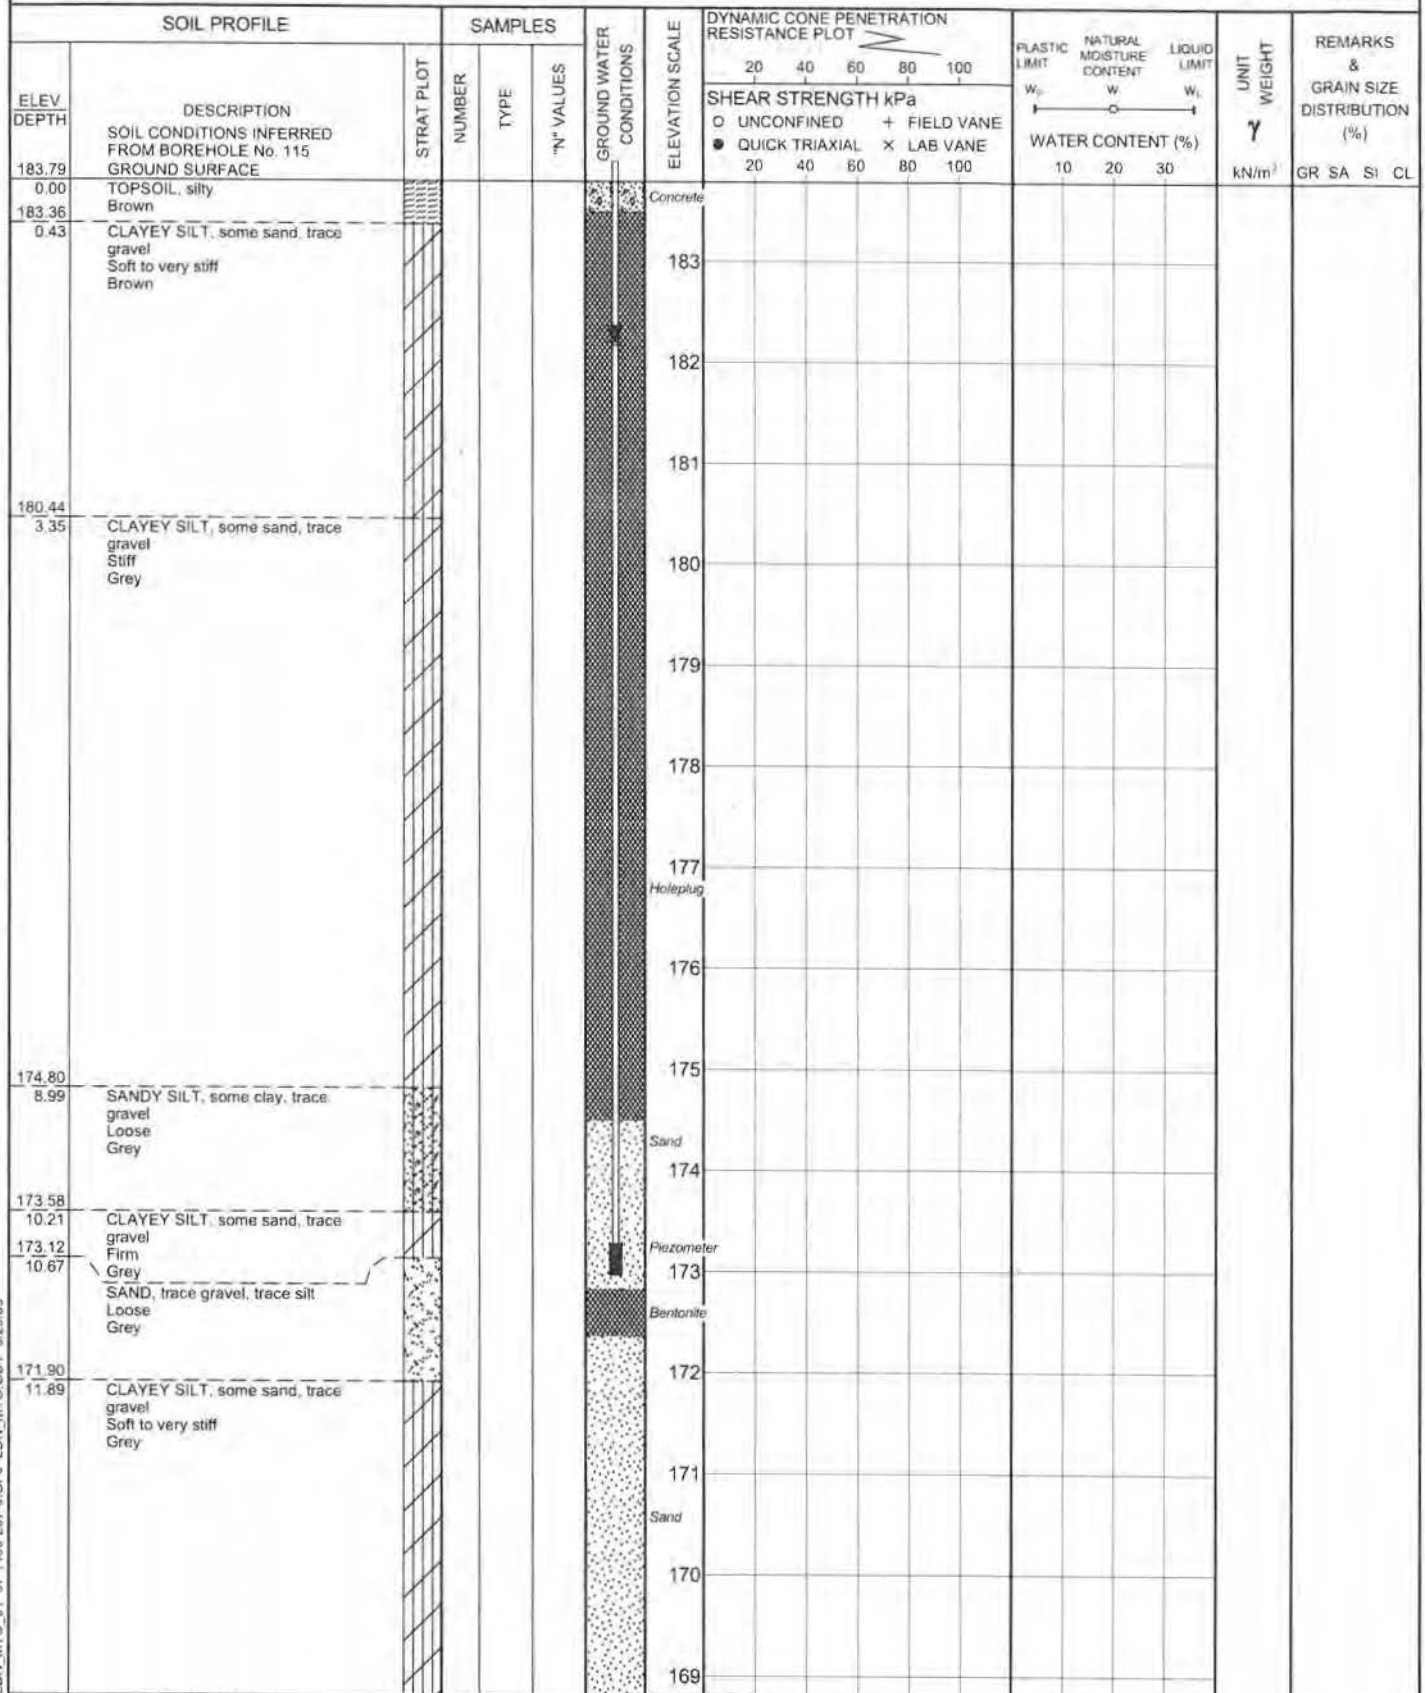 SOIL PROFILE
SAMPLES
GROUND WATER CONDITIONS
ELEVATION SCALE
DYNAMIC CONE PENETRATION
RESISTANCE PLOT
20 40 60 80 100
PLASTIC LIMIT
NATURAL MOISTURE CONTENT
LIQUID LIMIT
UNIT WEIGHT
REMARKS
&
GRAIN SIZE
DISTRIBUTION
(%)
ELEV
DEPTH
DESCRIPTION
STRAT PLOT
NUMBER
TYPE
"N" VALUES
SHEAR STRENGTH kPa
O UNCONFINED + FIELD VANE
● QUICK TRIAXIAL × LAB VANE
WP W WL
WATER CONTENT (%)
10 20 30
γ
kN/m³
GR SA SI CL
SOIL CONDITIONS INFERRED
FROM BOREHOLE No. 115
183.79 GROUND SURFACE
0.00 TOPSOIL, silty
Brown
Concrete
183.36
0.43 CLAYEY SILT, some sand, trace
gravel
Soft to very stiff
Brown
183
182
181
180.44
3.35 CLAYEY SILT, some sand, trace
gravel
Stiff
Grey
180
179
178
177
Holeplug
176
175
174.80
8.99 SANDY SILT, some clay, trace
gravel
Loose
Grey
Sand
174
173.58
10.21 CLAYEY SILT, some sand, trace
gravel
173.12 Firm
10.67 Grey
Piezometer
173
SAND, trace gravel, trace silt
Loose
Grey
Bentonite
172
171.90
11.89 CLAYEY SILT, some sand, trace
gravel
Soft to very stiff
Grey
171
Sand
170
169